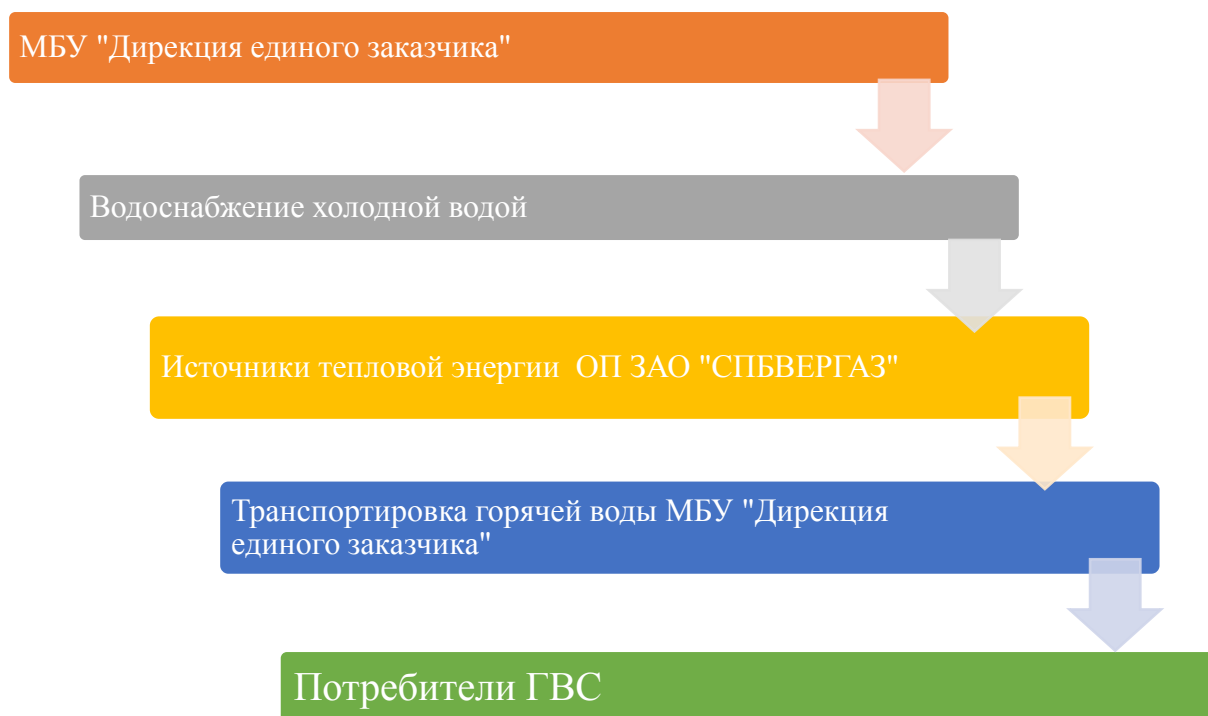 МБУ "Дирекция единого заказчика"
Водоснабжение холодной водой
Источники тепловой энергии  ОП ЗАО "СПБВЕРГАЗ"
Транспортировка горячей воды МБУ "Дирекция
единого заказчика"
Потребители ГВС